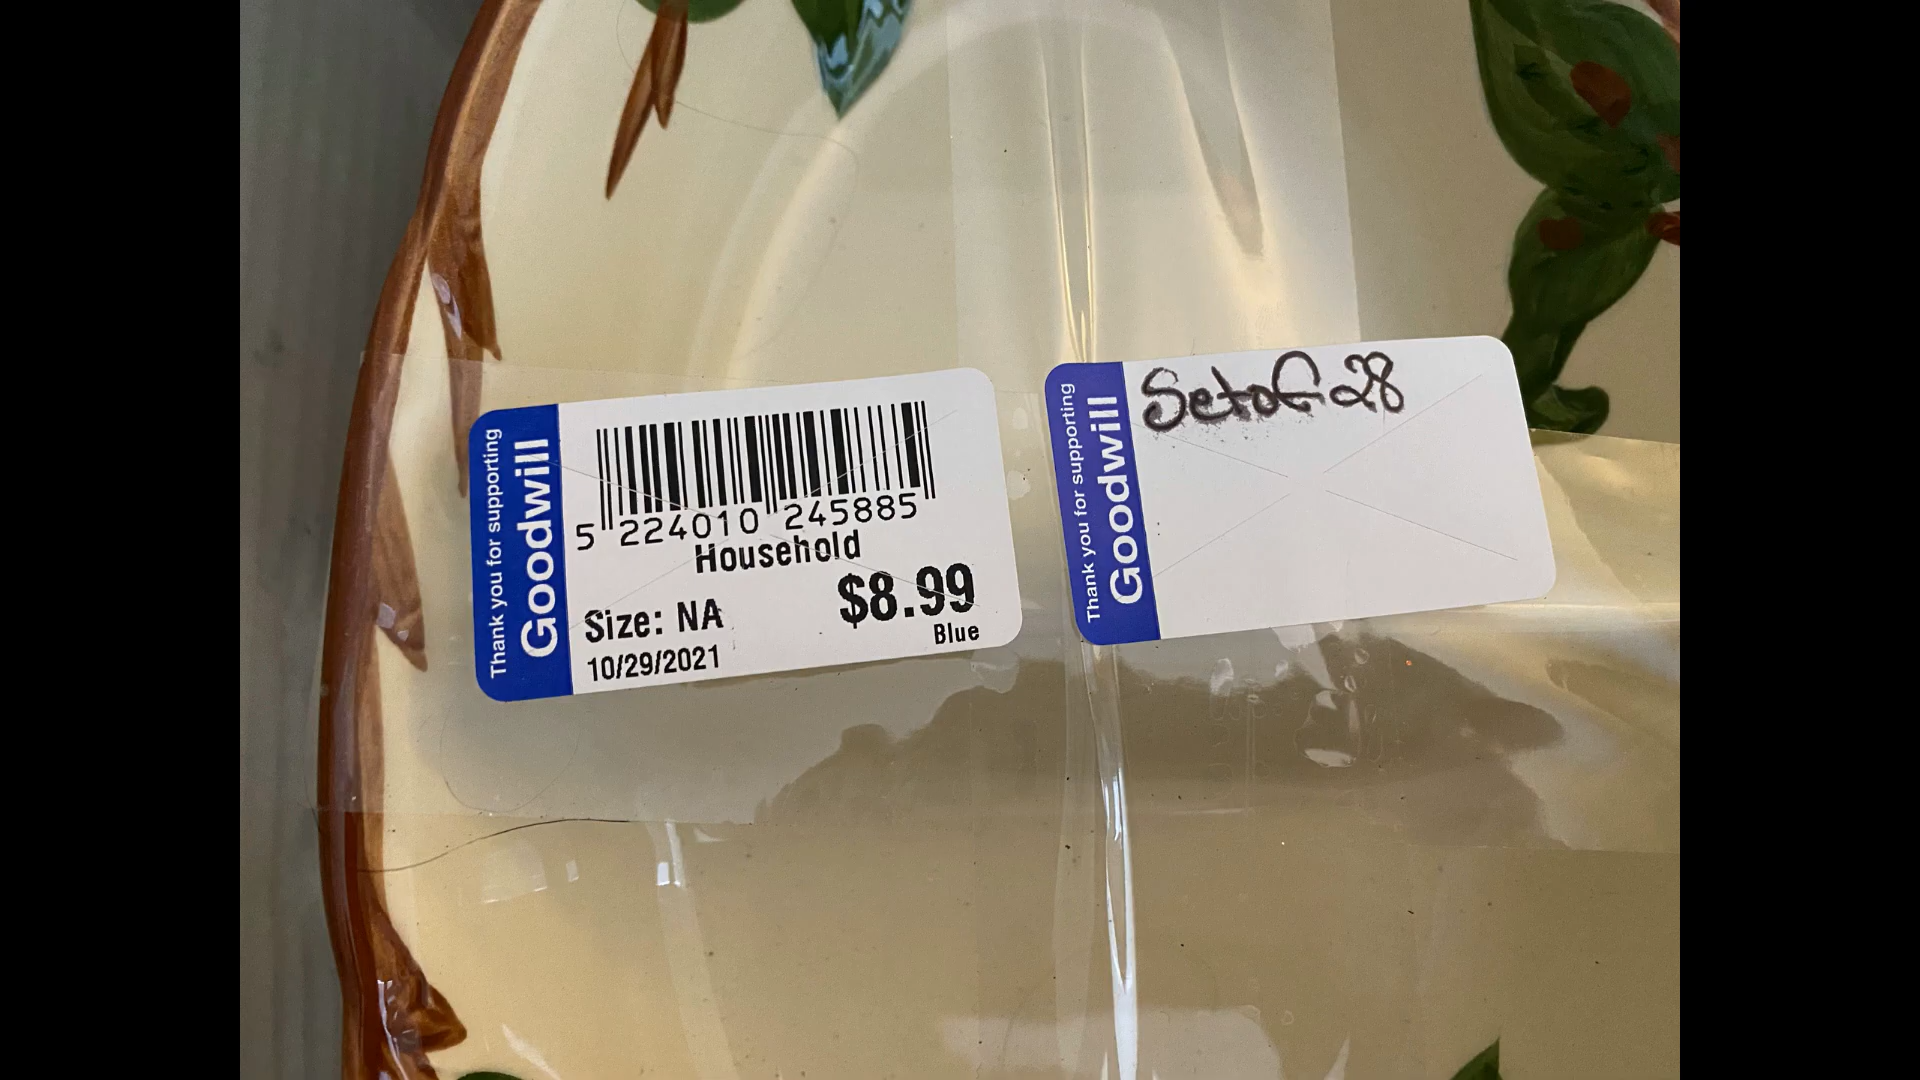 Thank you for supporting
Goodwill
5 224010 245885
Household
$8.99
Size: NA
Blue
10/29/2021
Thank you for supporting
Goodwill
Set of 28